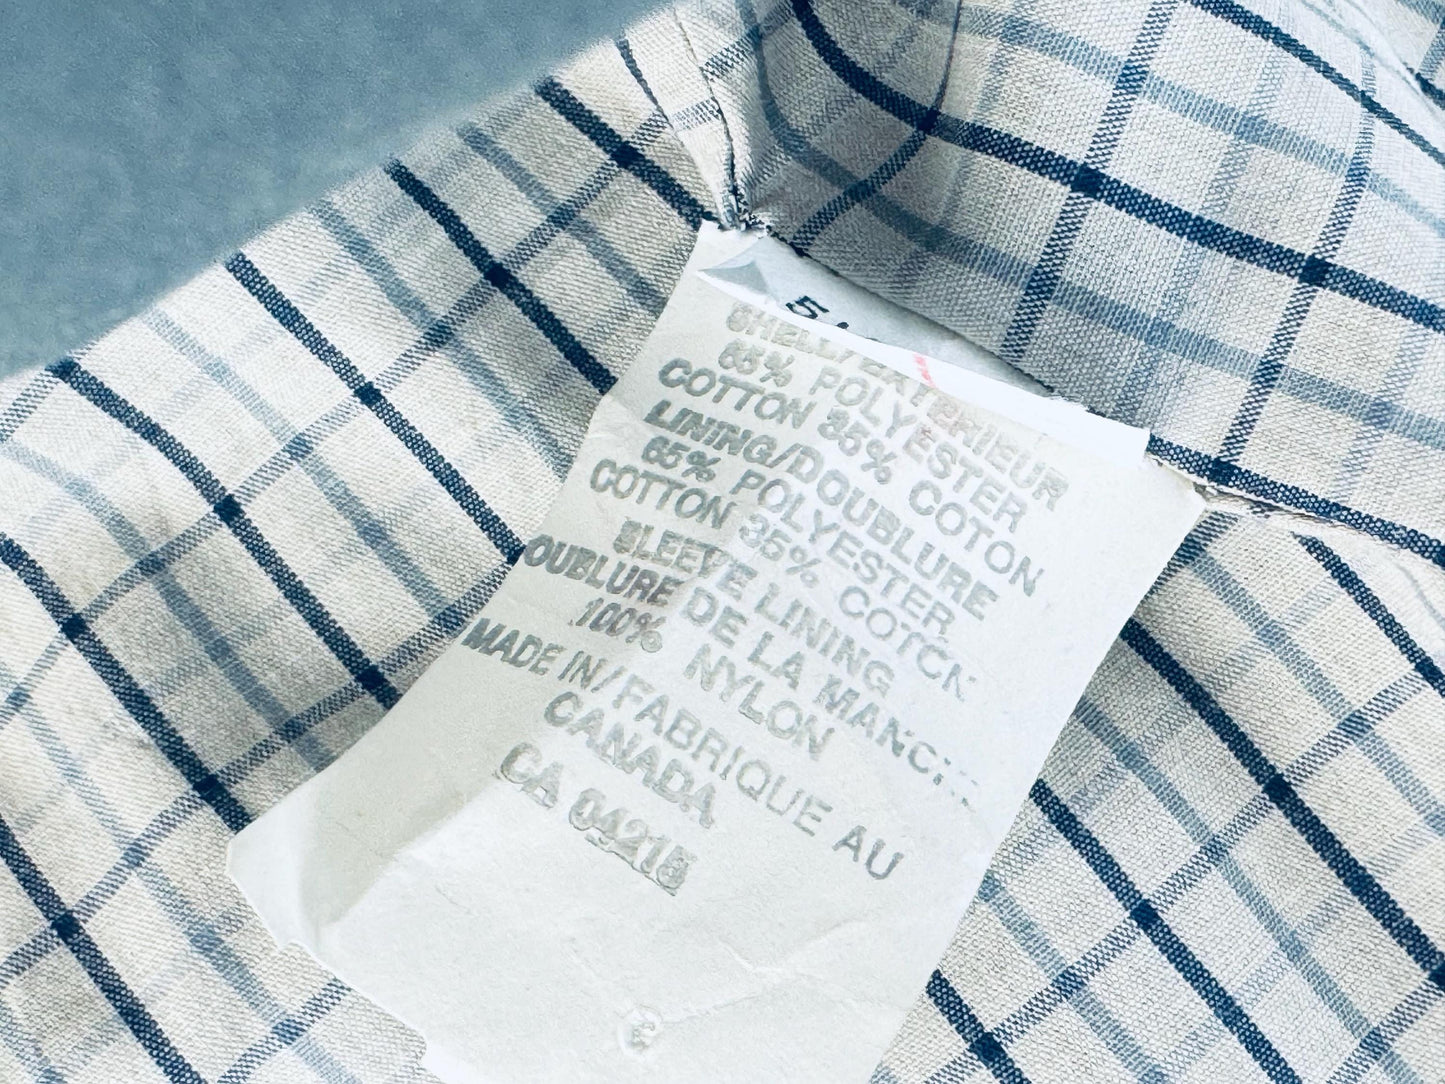 SHELL/EXTERIEUR
65% POLYESTER
COTTON 35% COTON
LINING/DOUBLURE
65% POLYESTER
COTTON 35% COTON
SLEEVE LINING
OUBLURE DE LA MANCHE
100% NYLON
MADE IN/FABRIQUE AU
CANADA
CA 04215